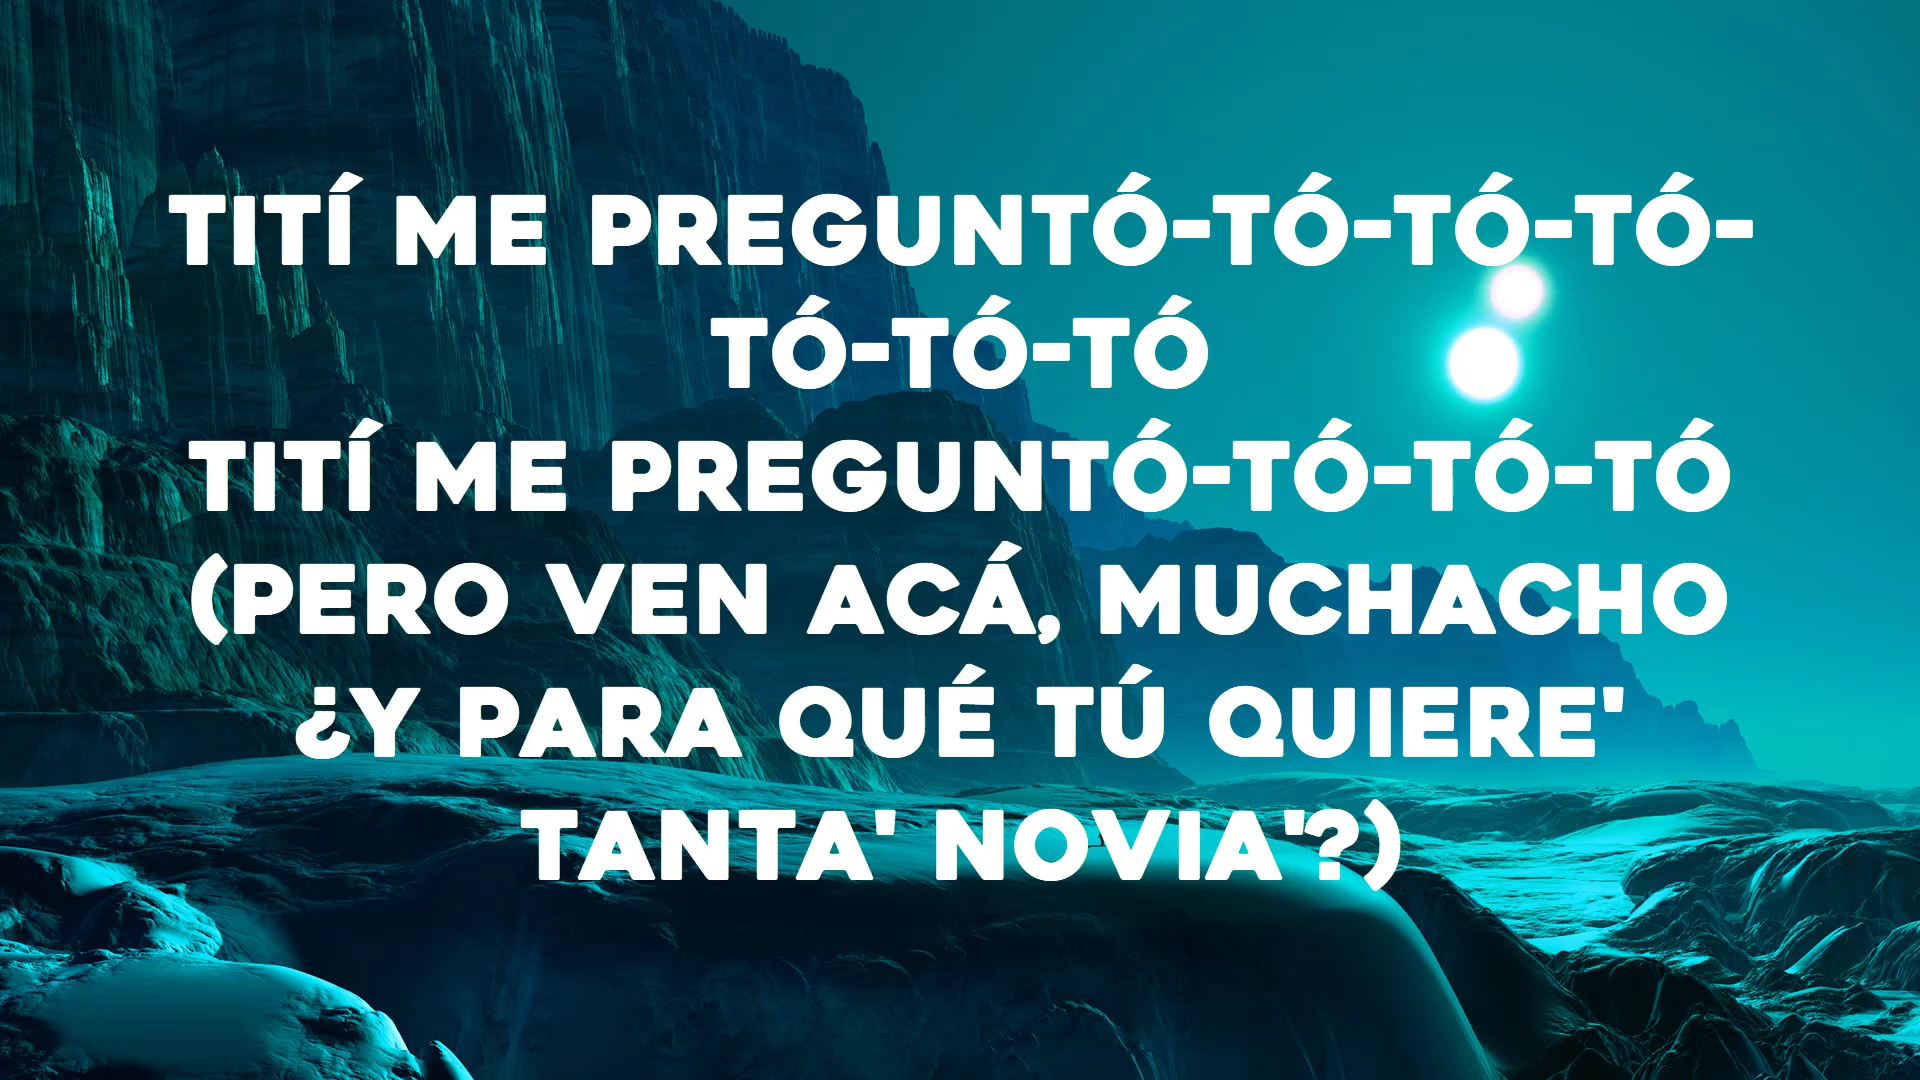 TITÍ ME PREGUNTÓ-TÓ-TÓ-TÓ-
TÓ-TÓ-TÓ
TITÍ ME PREGUNTÓ-TÓ-TÓ-TÓ
(PERO VEN ACÁ, MUCHACHO
¿Y PARA QUÉ TÚ QUIERE'
TANTA' NOVIA'?)